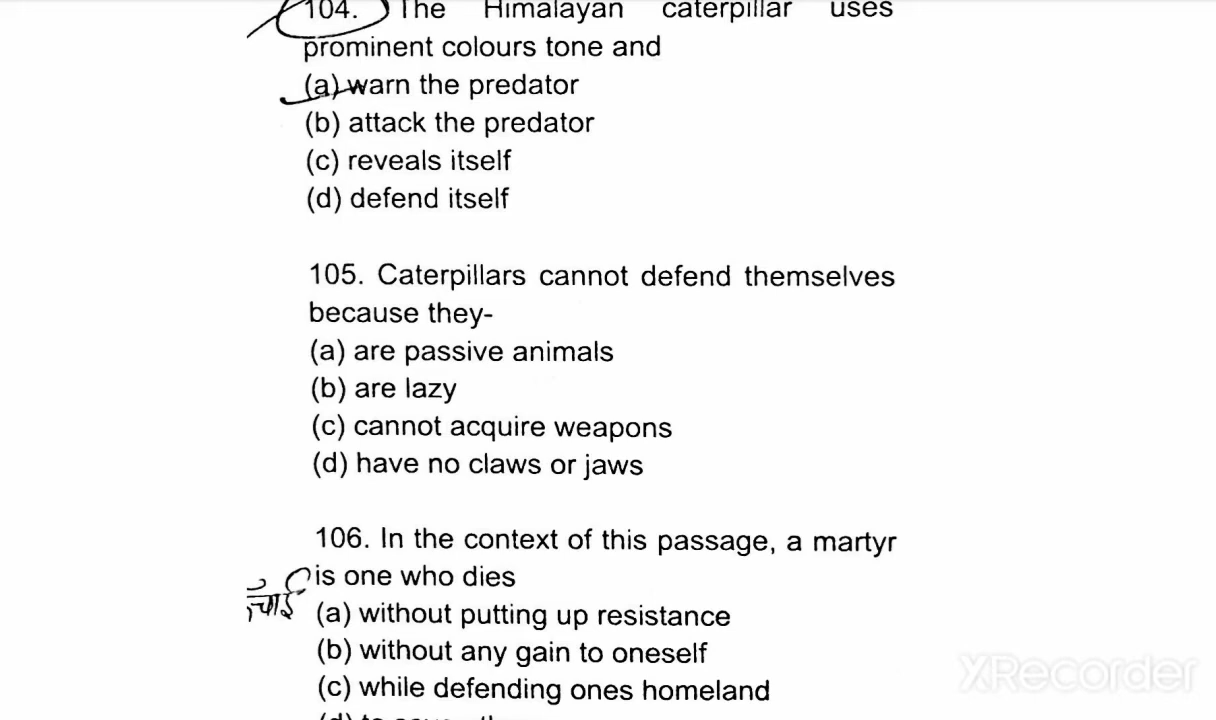 104. The Himalayan caterpillar uses
prominent colours tone and
(a) warn the predator
(b) attack the predator
(c) reveals itself
(d) defend itself
105. Caterpillars cannot defend themselves
because they-
(a) are passive animals
(b) are lazy
(c) cannot acquire weapons
(d) have no claws or jaws
106. In the context of this passage, a martyr
is one who dies
(a) without putting up resistance
(b) without any gain to oneself
(c) while defending ones homeland
XRecorder